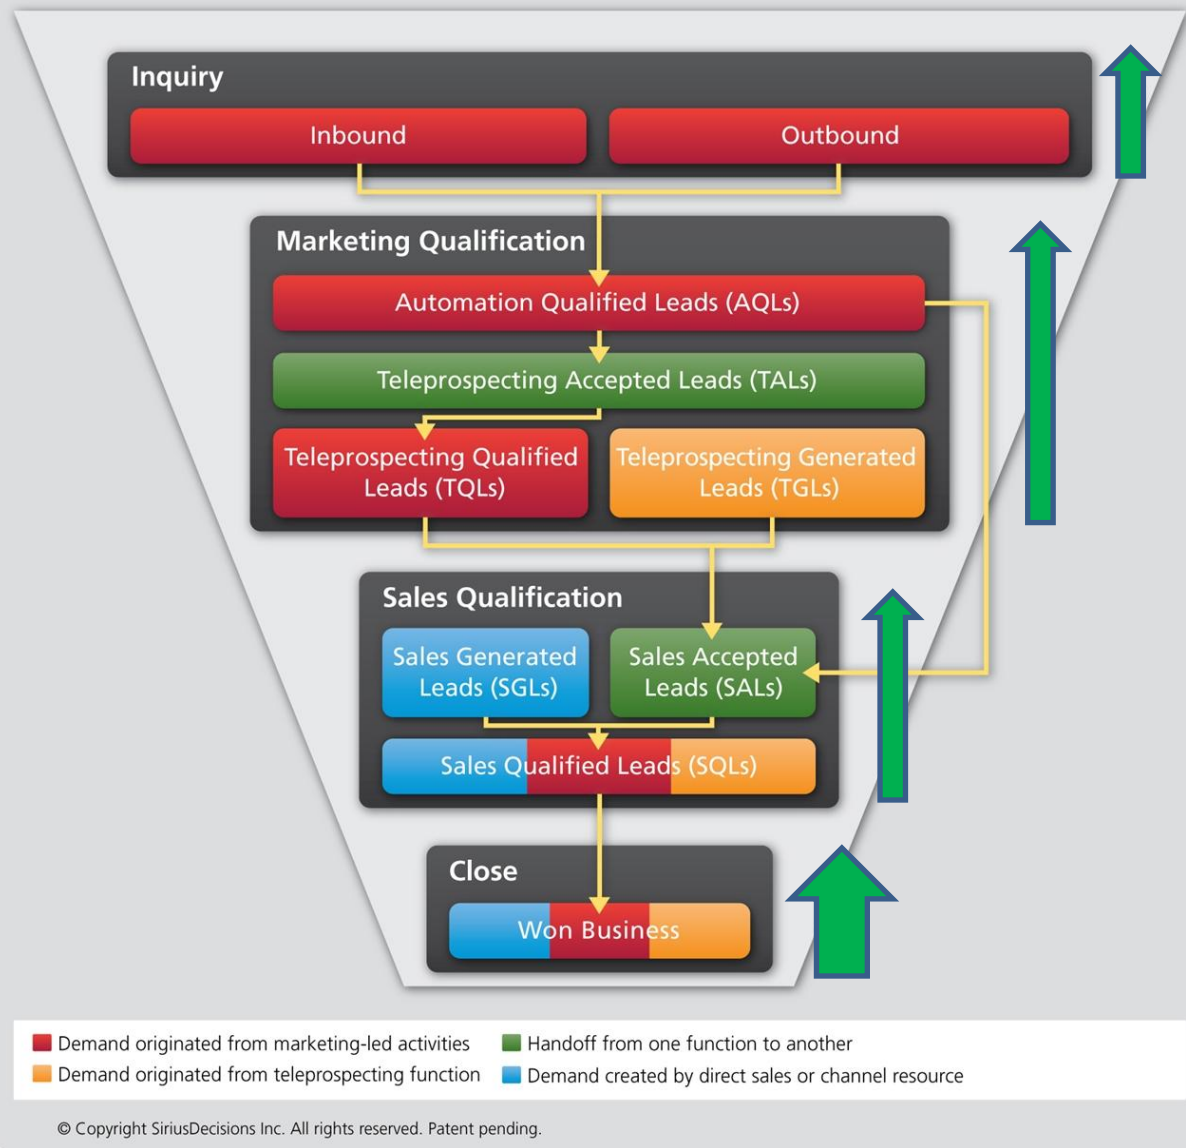 Inquiry
Inbound
Outbound
Marketing Qualification
Automation Qualified Leads (AQLs)
Teleprospecting Accepted Leads (TALs)
Teleprospecting Qualified
Leads (TQLs)
Teleprospecting Generated
Leads (TGLs)
Sales Qualification
Sales Generated
Leads (SGLs)
Sales Accepted
Leads (SALs)
Sales Qualified Leads (SQLs)
Close
Won Business
Demand originated from marketing-led activities
Handoff from one function to another
Demand originated from teleprospecting function
Demand created by direct sales or channel resource
© Copyright SiriusDecisions Inc. All rights reserved. Patent pending.